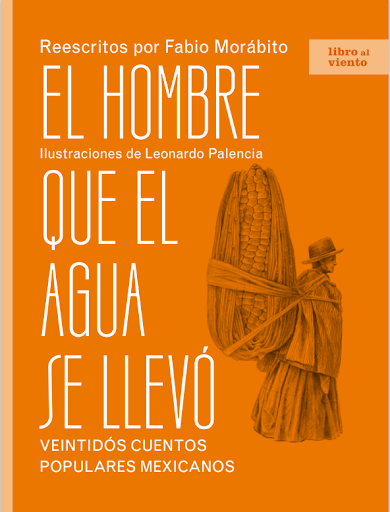 Reescritos por Fabio Morábito
libro al
viento
EL HOMBRE
Ilustraciones de Leonardo Palencia
QUE EL
AGUA
SE LLEVÓ
VEINTIDÓS CUENTOS
POPULARES MEXICANOS